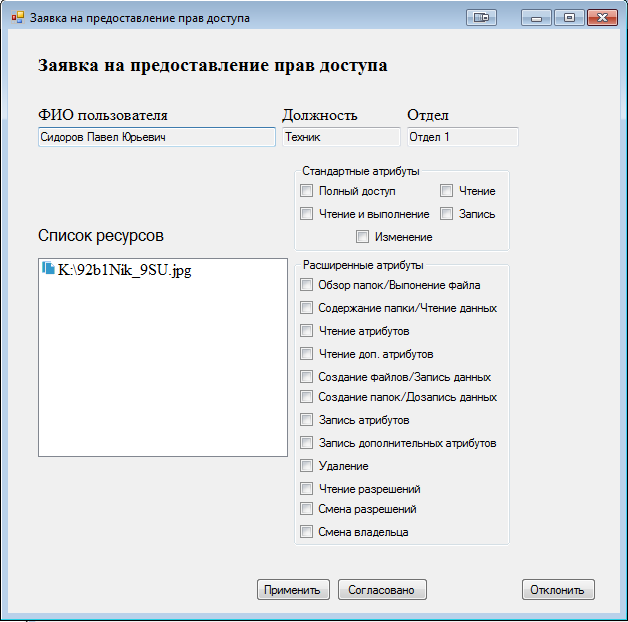 Заявка на предоставление прав доступа
Заявка на предоставление прав доступа
ФИО пользователя Должность Отдел
Сидоров Павел Юрьевич Техник Отдел 1
Стандартные атрибуты
Полный доступ Чтение
Чтение и выполнение Запись
Изменение
Список ресурсов
K:\92b1Nik_9SU.jpg
Расширенные атрибуты
Обзор папок/Выпонение файла
Содержание папки/Чтение данных
Чтение атрибутов
Чтение доп. атрибутов
Создание файлов/Запись данных
Создание папок/Дозапись данных
Запись атрибутов
Запись дополнительных атрибутов
Удаление
Чтение разрешений
Смена разрешений
Смена владельца
Применить Согласовано Отклонить